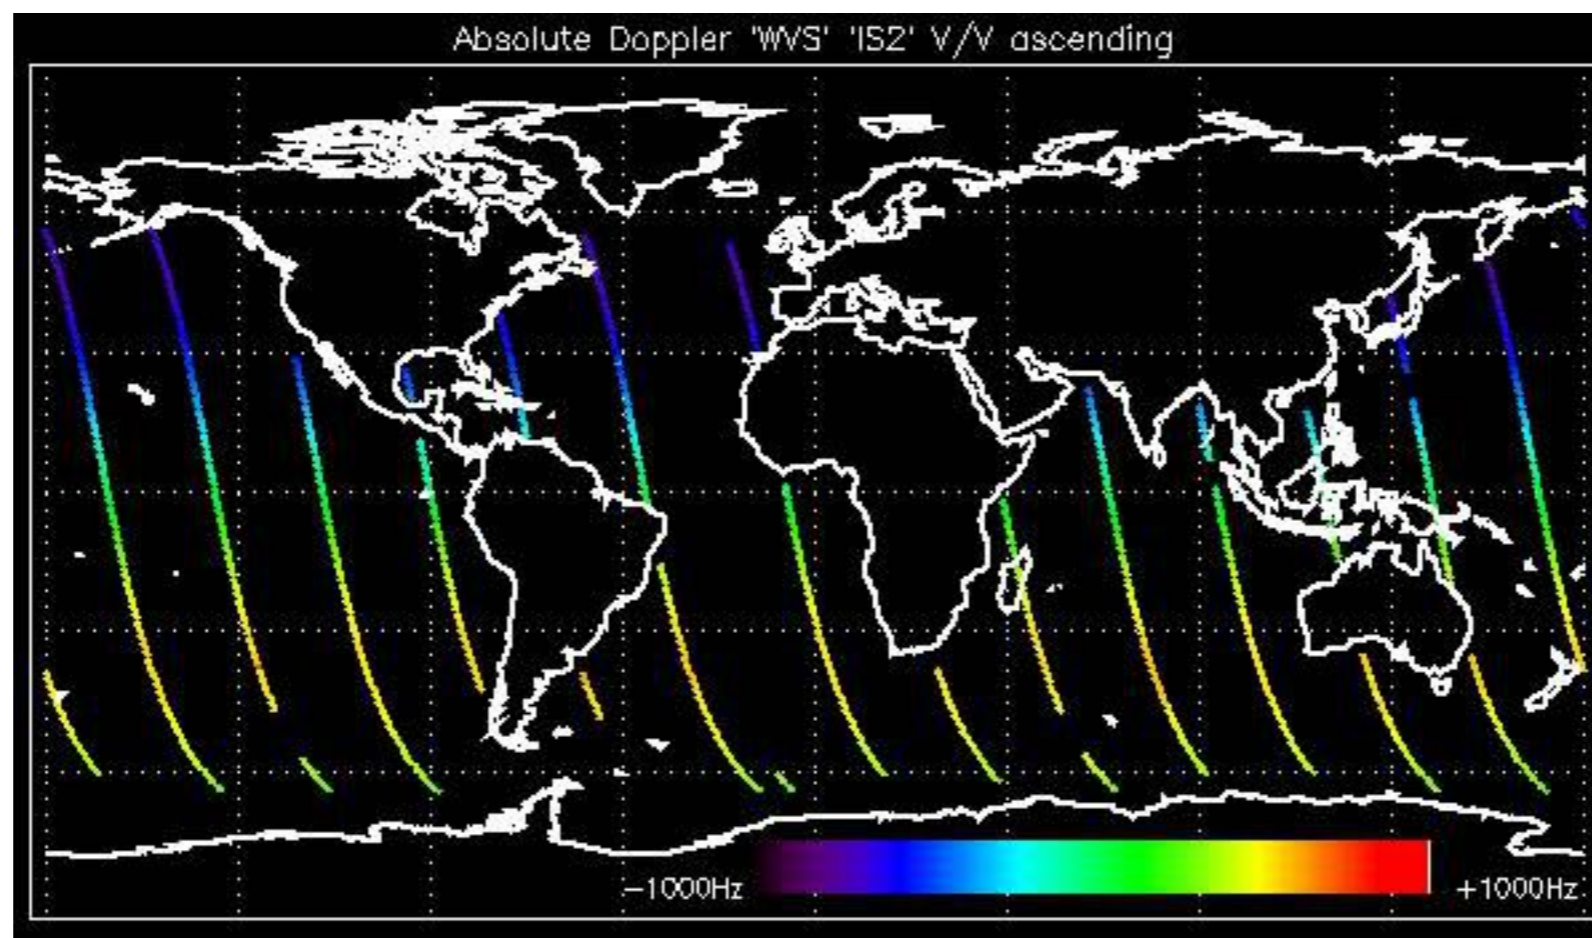 Absolute Doppler 'WVS' 'IS2' V/V ascending
−1000Hz
+1000Hz